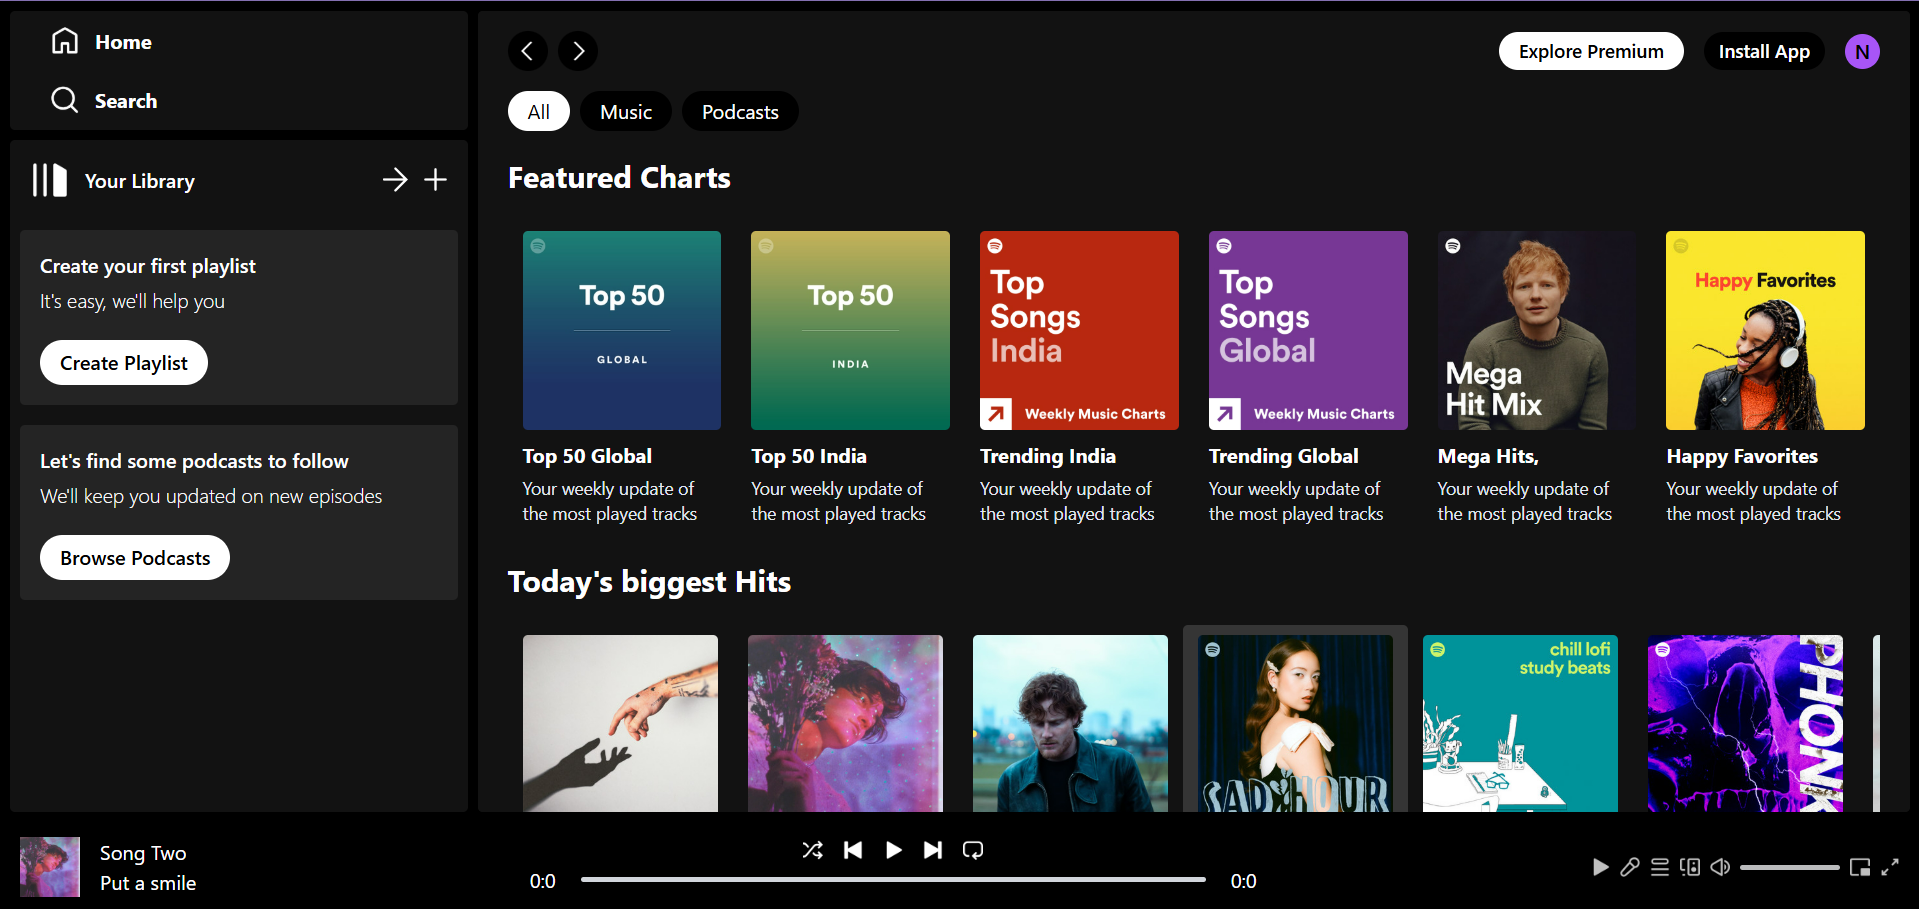 Home
Search
Your Library
Create your first playlist
It's easy, we'll help you
Create Playlist
Let's find some podcasts to follow
We'll keep you updated on new episodes
Browse Podcasts
Explore Premium
Install App
N
All
Music
Podcasts
Featured Charts
Top 50
GLOBAL
Top 50 Global
Your weekly update of
the most played tracks
Top 50
INDIA
Top 50 India
Your weekly update of
the most played tracks
Top
Songs
India
Weekly Music Charts
Trending India
Your weekly update of
the most played tracks
Top
Songs
Global
Weekly Music Charts
Trending Global
Your weekly update of
the most played tracks
Mega
Hit Mix
Mega Hits,
Your weekly update of
the most played tracks
Happy Favorites
Happy Favorites
Your weekly update of
the most played tracks
Today's biggest Hits
SAD HOUR
chill lofi
study beats
PHONK
Song Two
Put a smile
0:0
0:0